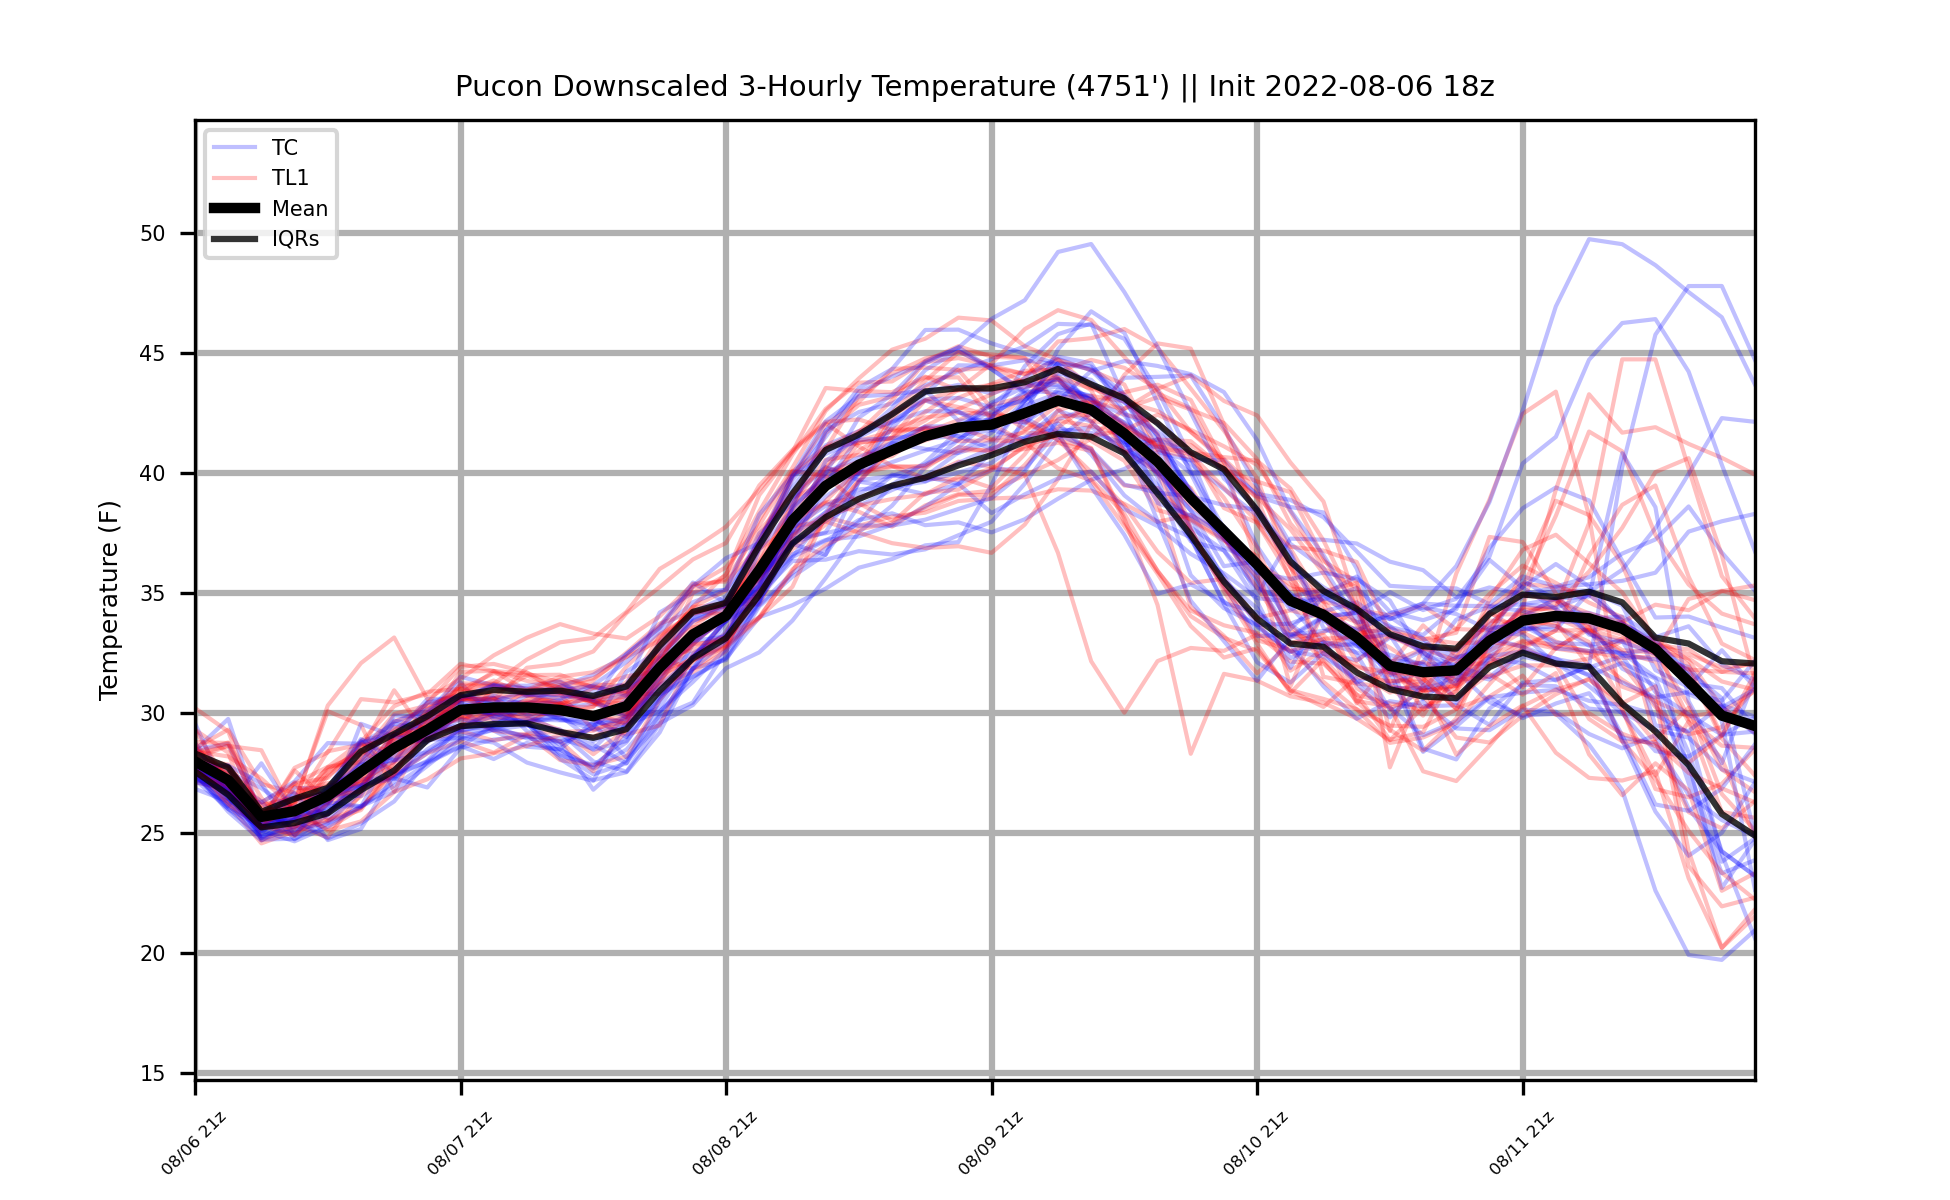 Pucon Downscaled 3-Hourly Temperature (4751') || Init 2022-08-06 18z
TC
TL1
Mean
IQRs
Temperature (F)
50
45
40
35
30
25
20
15
08/06 21z
08/07 21z
08/08 21z
08/09 21z
08/10 21z
08/11 21z